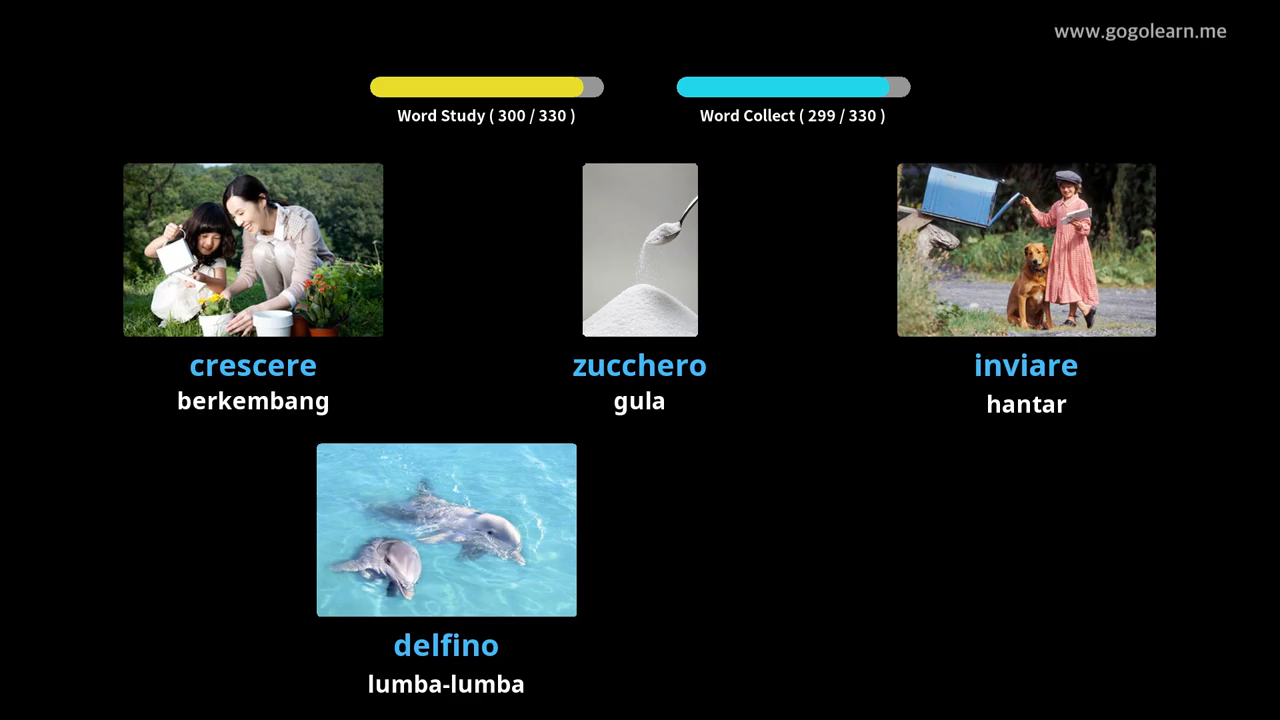 www.gogolearn.me
Word Study ( 300 / 330 )
Word Collect ( 299 / 330 )
crescere
berkembang
zucchero
gula
inviare
hantar
delfino
lumba-lumba